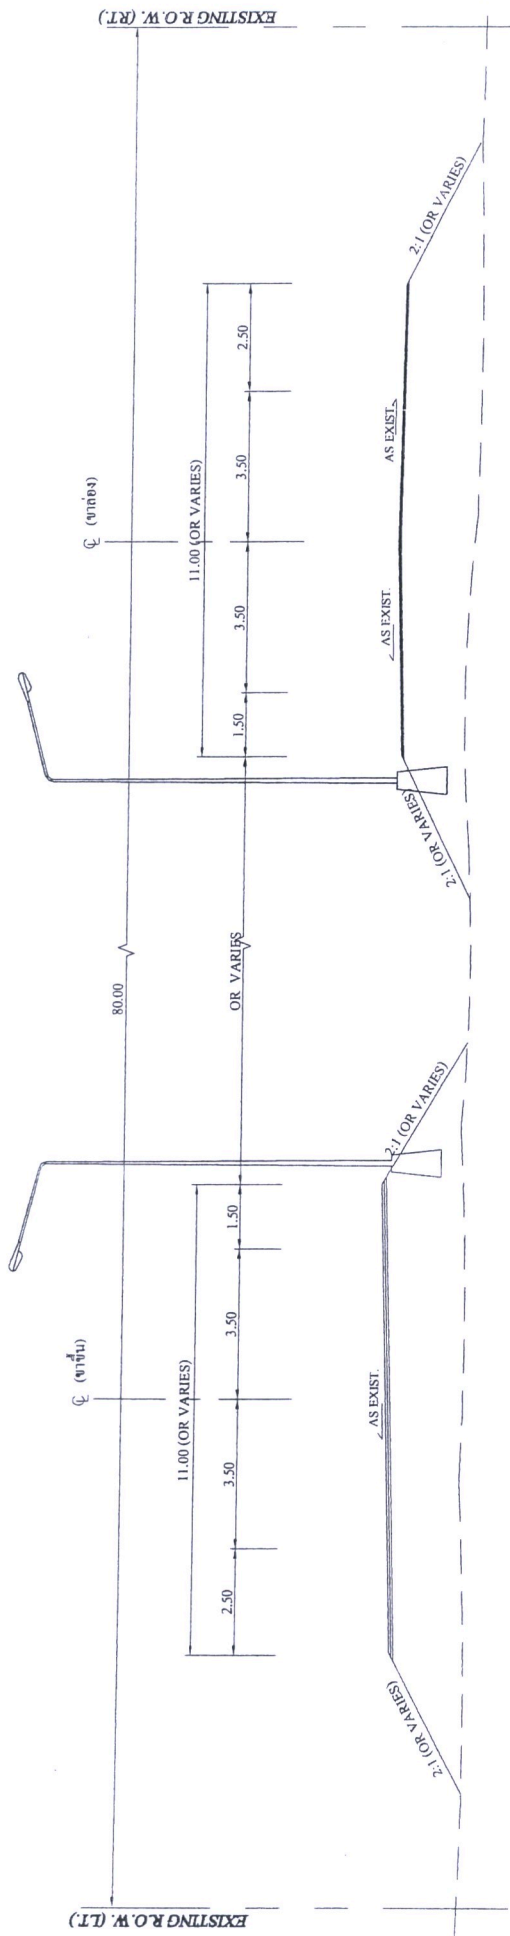 EXISTING R.O.W. (LT.)
EXISTING R.O.W. (RT.)
80.00
℄ (ขาขึ้น)
℄ (ขาล่อง)
11.00 (OR VARIES)
OR VARIES
11.00 (OR VARIES)
2.50
3.50
3.50
1.50
1.50
3.50
3.50
2.50
AS EXIST.
AS EXIST.
AS EXIST.
2:1 (OR VARIES)
2:1 (OR VARIES)
2:1 (OR VARIES)
2:1 (OR VARIES)